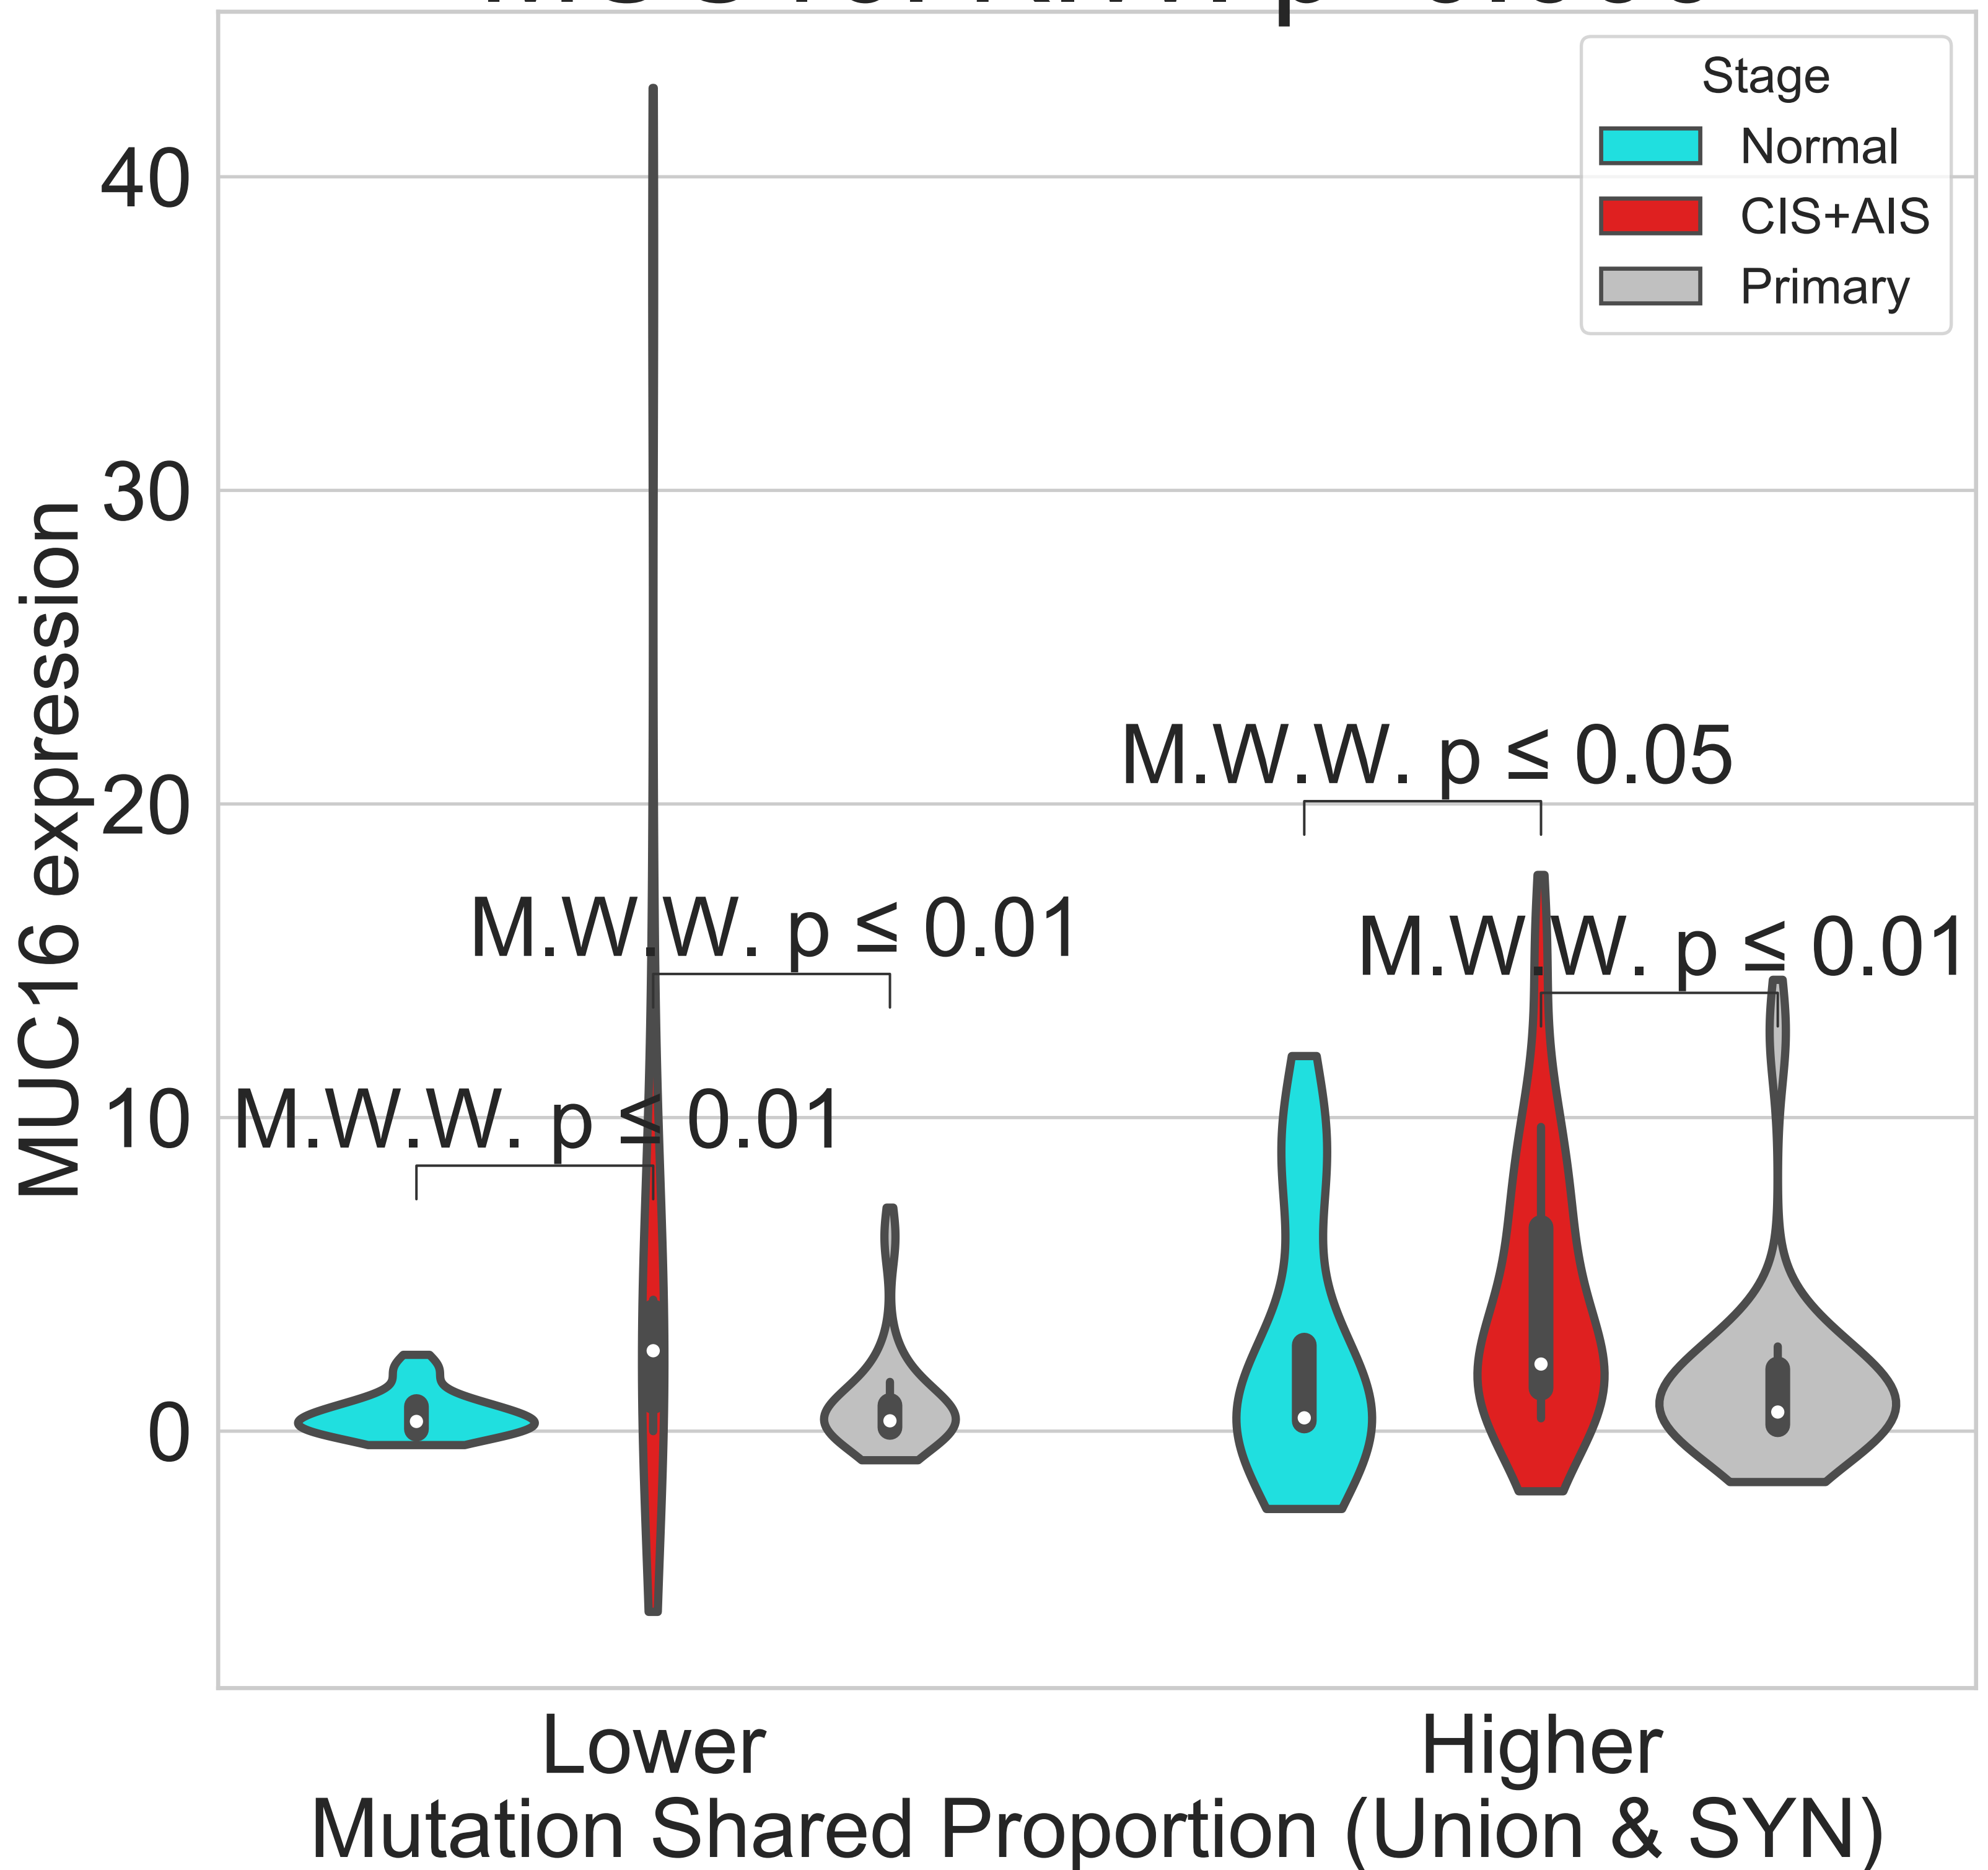 Stage
Normal
CIS+AIS
Primary
40
30
20
10
0
MUC16 expression
M.W.W. p ≤ 0.05
M.W.W. p ≤ 0.01
M.W.W. p ≤ 0.01
M.W.W. p ≤ 0.01
Lower
Higher
Mutation Shared Proportion (Union & SYN)